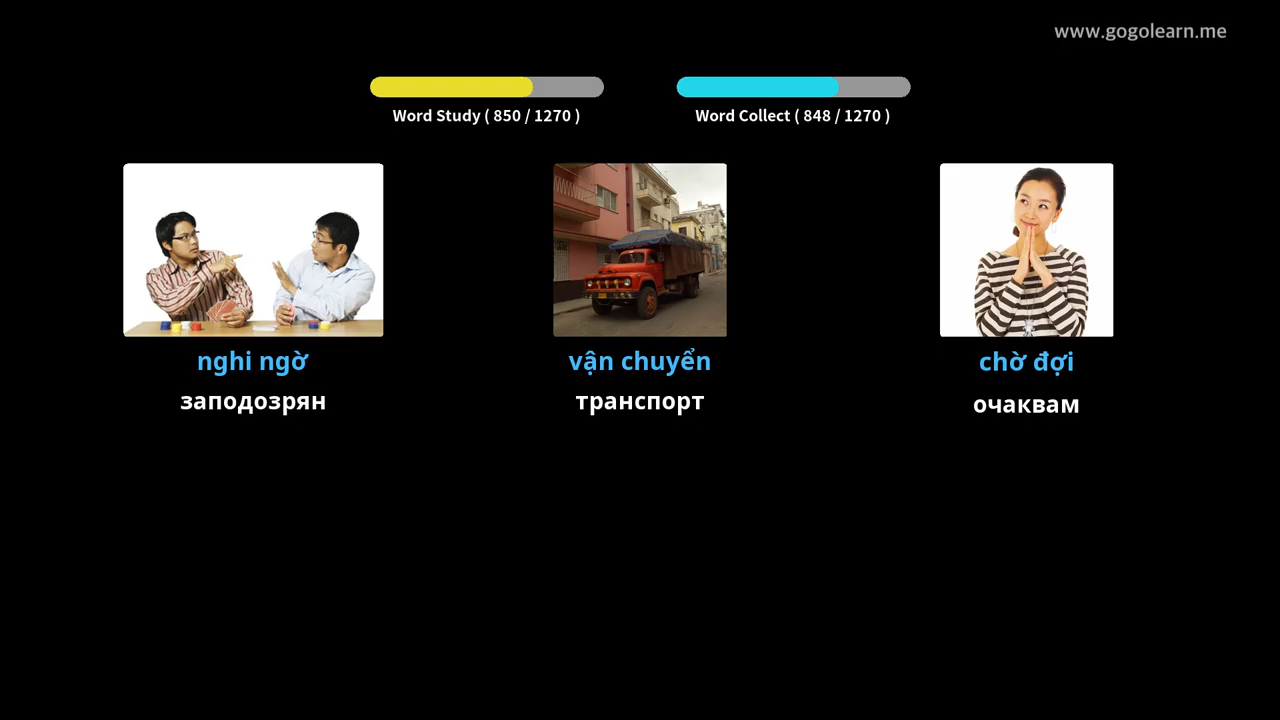 www.gogolearn.me
Word Study ( 850 / 1270 )
Word Collect ( 848 / 1270 )
nghi ngờ
vận chuyển
chờ đợi
заподозрян
транспорт
очаквам